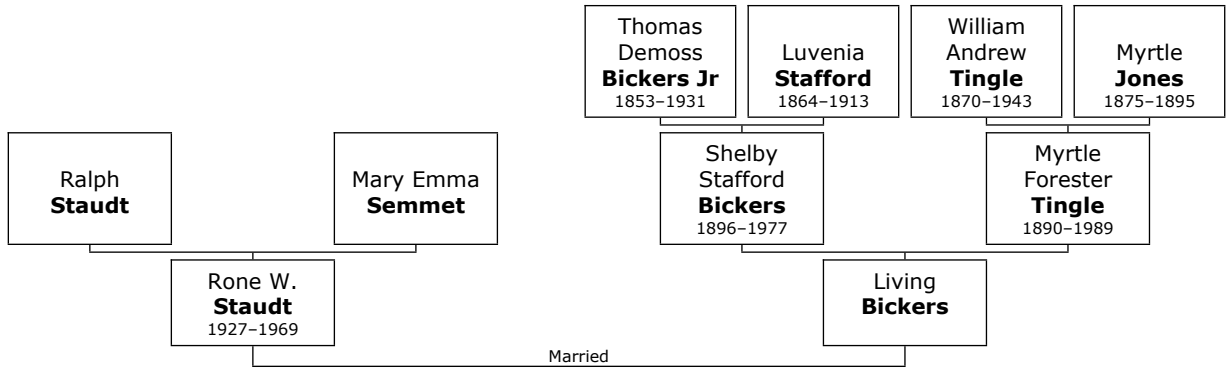 Thomas
Demoss
Bickers Jr
1853–1931
Luvenia
Stafford
1864–1913
William
Andrew
Tingle
1870–1943
Myrtle
Jones
1875–1895
Ralph
Staudt
Mary Emma
Semmet
Shelby
Stafford
Bickers
1896–1977
Myrtle
Forester
Tingle
1890–1989
Rone W.
Staudt
1927–1969
Living
Bickers
Married